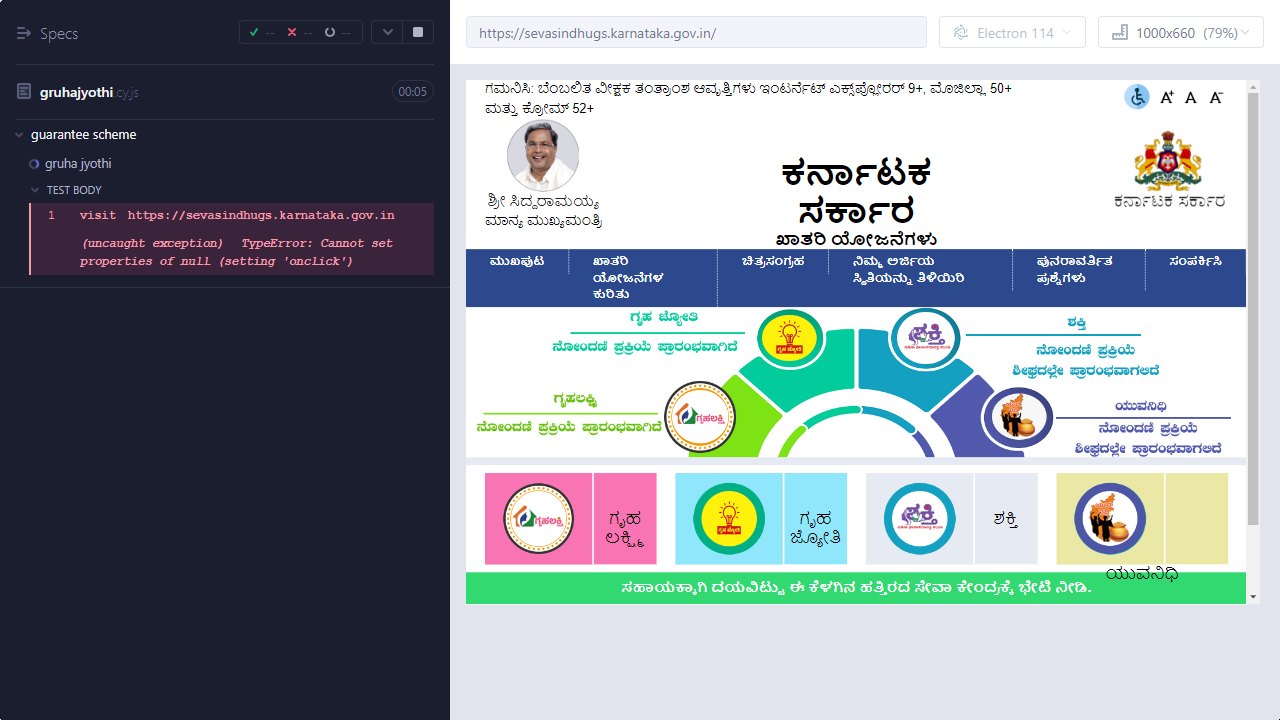 Specs
--
--
--
gruhajyothi.cy.js
00:05
guarantee scheme
gruha jyothi
TEST BODY
1 visit https://sevasindhugs.karnataka.gov.in
(uncaught exception) TypeError: Cannot set
properties of null (setting 'onclick')
https://sevasindhugs.karnataka.gov.in/
Electron 114
1000x660 (79%)
ಗಮನಿಸಿ: ಬೆಂಬಲಿತ ವೀಕ್ಷಕ ತಂತ್ರಾಂಶ ಆವೃತ್ತಿಗಳು ಇಂಟರ್ನೆಟ್ ಎಕ್ಸ್‌ಪ್ಲೋರರ್ 9+, ಮೊಜಿಲ್ಲಾ 50+
ಮತ್ತು ಕ್ರೋಮ್ 52+
A+ A A-
ಶ್ರೀ ಸಿದ್ದರಾಮಯ್ಯ
ಮಾನ್ಯ ಮುಖ್ಯಮಂತ್ರಿ
ಕರ್ನಾಟಕ
ಸರ್ಕಾರ
ಖಾತರಿ ಯೋಜನೆಗಳು
ಕರ್ನಾಟಕ ಸರ್ಕಾರ
ಮುಖಪುಟ
ಖಾತರಿ
ಯೋಜನೆಗಳ
ಕುರಿತು
ಚಿತ್ರಸಂಗ್ರಹ
ನಿಮ್ಮ ಅರ್ಜಿಯ
ಸ್ಥಿತಿಯನ್ನು ತಿಳಿಯಿರಿ
ಪುನರಾವರ್ತಿತ
ಪ್ರಶ್ನೆಗಳು
ಸಂಪರ್ಕಿಸಿ
ಗೃಹ ಜ್ಯೋತಿ
ನೋಂದಣಿ ಪ್ರಕ್ರಿಯೆ ಪ್ರಾರಂಭವಾಗಿದೆ
ಗೃಹ ಜ್ಯೋತಿ
ಶಕ್ತಿ
ಶಕ್ತಿ
ನೋಂದಣಿ ಪ್ರಕ್ರಿಯೆ
ಶೀಘ್ರದಲ್ಲೇ ಪ್ರಾರಂಭವಾಗಲಿದೆ
ಗೃಹಲಕ್ಷ್ಮಿ
ನೋಂದಣಿ ಪ್ರಕ್ರಿಯೆ ಪ್ರಾರಂಭವಾಗಿದೆ
ಗೃಹಲಕ್ಷ್ಮಿ
ಯುವನಿಧಿ
ನೋಂದಣಿ ಪ್ರಕ್ರಿಯೆ
ಶೀಘ್ರದಲ್ಲೇ ಪ್ರಾರಂಭವಾಗಲಿದೆ
ಗೃಹಲಕ್ಷ್ಮಿ
ಗೃಹ
ಲಕ್ಷ್ಮಿ
ಗೃಹ ಜ್ಯೋತಿ
ಗೃಹ
ಜ್ಯೋತಿ
ಶಕ್ತಿ
ಶಕ್ತಿ
ಯುವನಿಧಿ
ಸಹಾಯಕ್ಕಾಗಿ ದಯವಿಟ್ಟು ಈ ಕೆಳಗಿನ ಹತ್ತಿರದ ಸೇವಾ ಕೇಂದ್ರಕ್ಕೆ ಭೇಟಿ ನೀಡಿ.